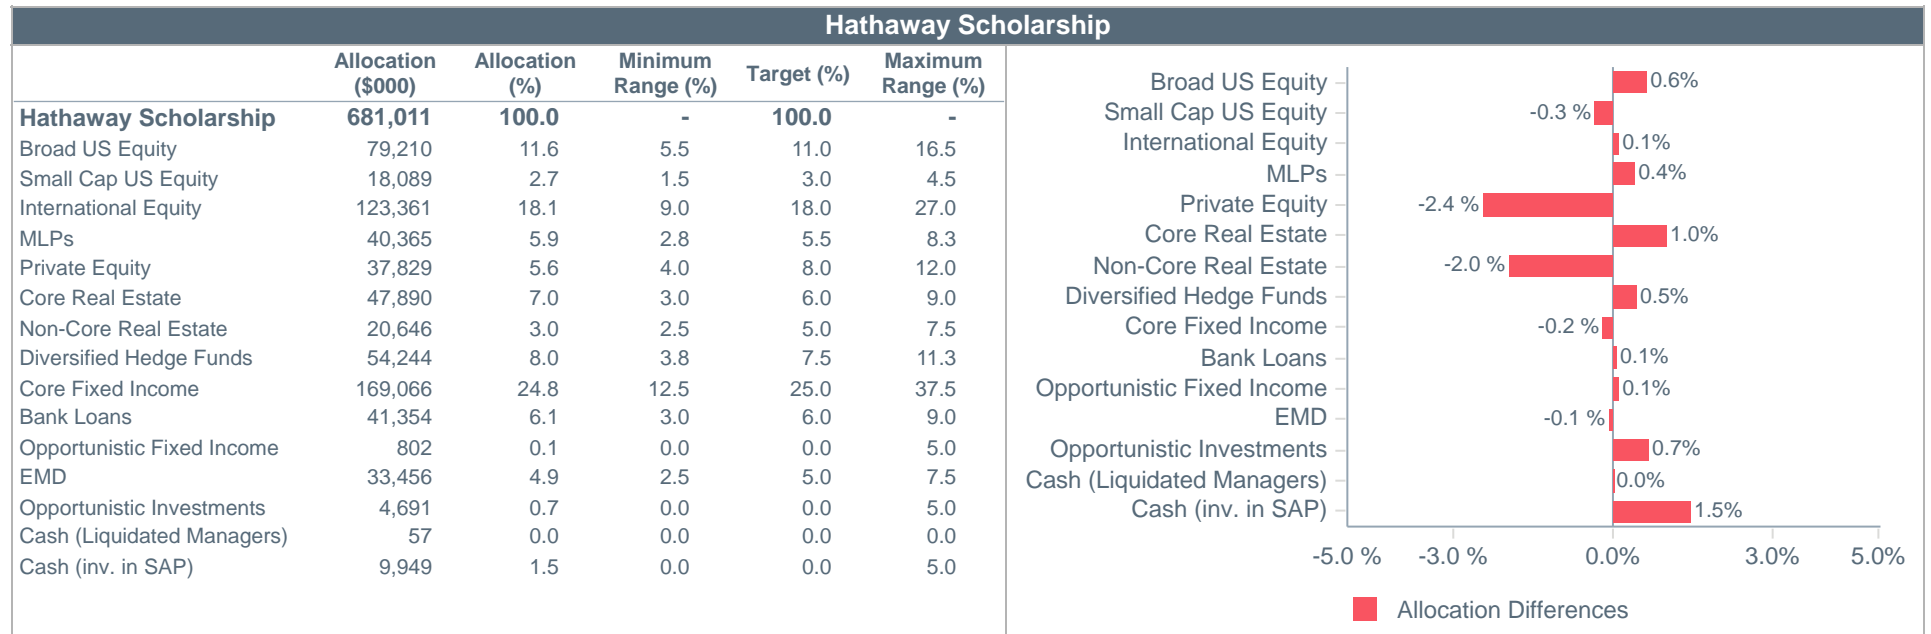 Hathaway Scholarship
Allocation ($000) Allocation (%) Minimum Range (%) Target (%) Maximum Range (%)
Hathaway Scholarship 681,011 100.0 - 100.0 -
Broad US Equity 79,210 11.6 5.5 11.0 16.5
Small Cap US Equity 18,089 2.7 1.5 3.0 4.5
International Equity 123,361 18.1 9.0 18.0 27.0
MLPs 40,365 5.9 2.8 5.5 8.3
Private Equity 37,829 5.6 4.0 8.0 12.0
Core Real Estate 47,890 7.0 3.0 6.0 9.0
Non-Core Real Estate 20,646 3.0 2.5 5.0 7.5
Diversified Hedge Funds 54,244 8.0 3.8 7.5 11.3
Core Fixed Income 169,066 24.8 12.5 25.0 37.5
Bank Loans 41,354 6.1 3.0 6.0 9.0
Opportunistic Fixed Income 802 0.1 0.0 0.0 5.0
EMD 33,456 4.9 2.5 5.0 7.5
Opportunistic Investments 4,691 0.7 0.0 0.0 5.0
Cash (Liquidated Managers) 57 0.0 0.0 0.0 0.0
Cash (inv. in SAP) 9,949 1.5 0.0 0.0 5.0
Broad US Equity 0.6%
Small Cap US Equity -0.3 %
International Equity 0.1%
MLPs 0.4%
Private Equity -2.4 %
Core Real Estate 1.0%
Non-Core Real Estate -2.0 %
Diversified Hedge Funds 0.5%
Core Fixed Income -0.2 %
Bank Loans 0.1%
Opportunistic Fixed Income 0.1%
EMD -0.1 %
Opportunistic Investments 0.7%
Cash (Liquidated Managers) 0.0%
Cash (inv. in SAP) 1.5%
-5.0 % -3.0 % 0.0% 3.0% 5.0%
Allocation Differences